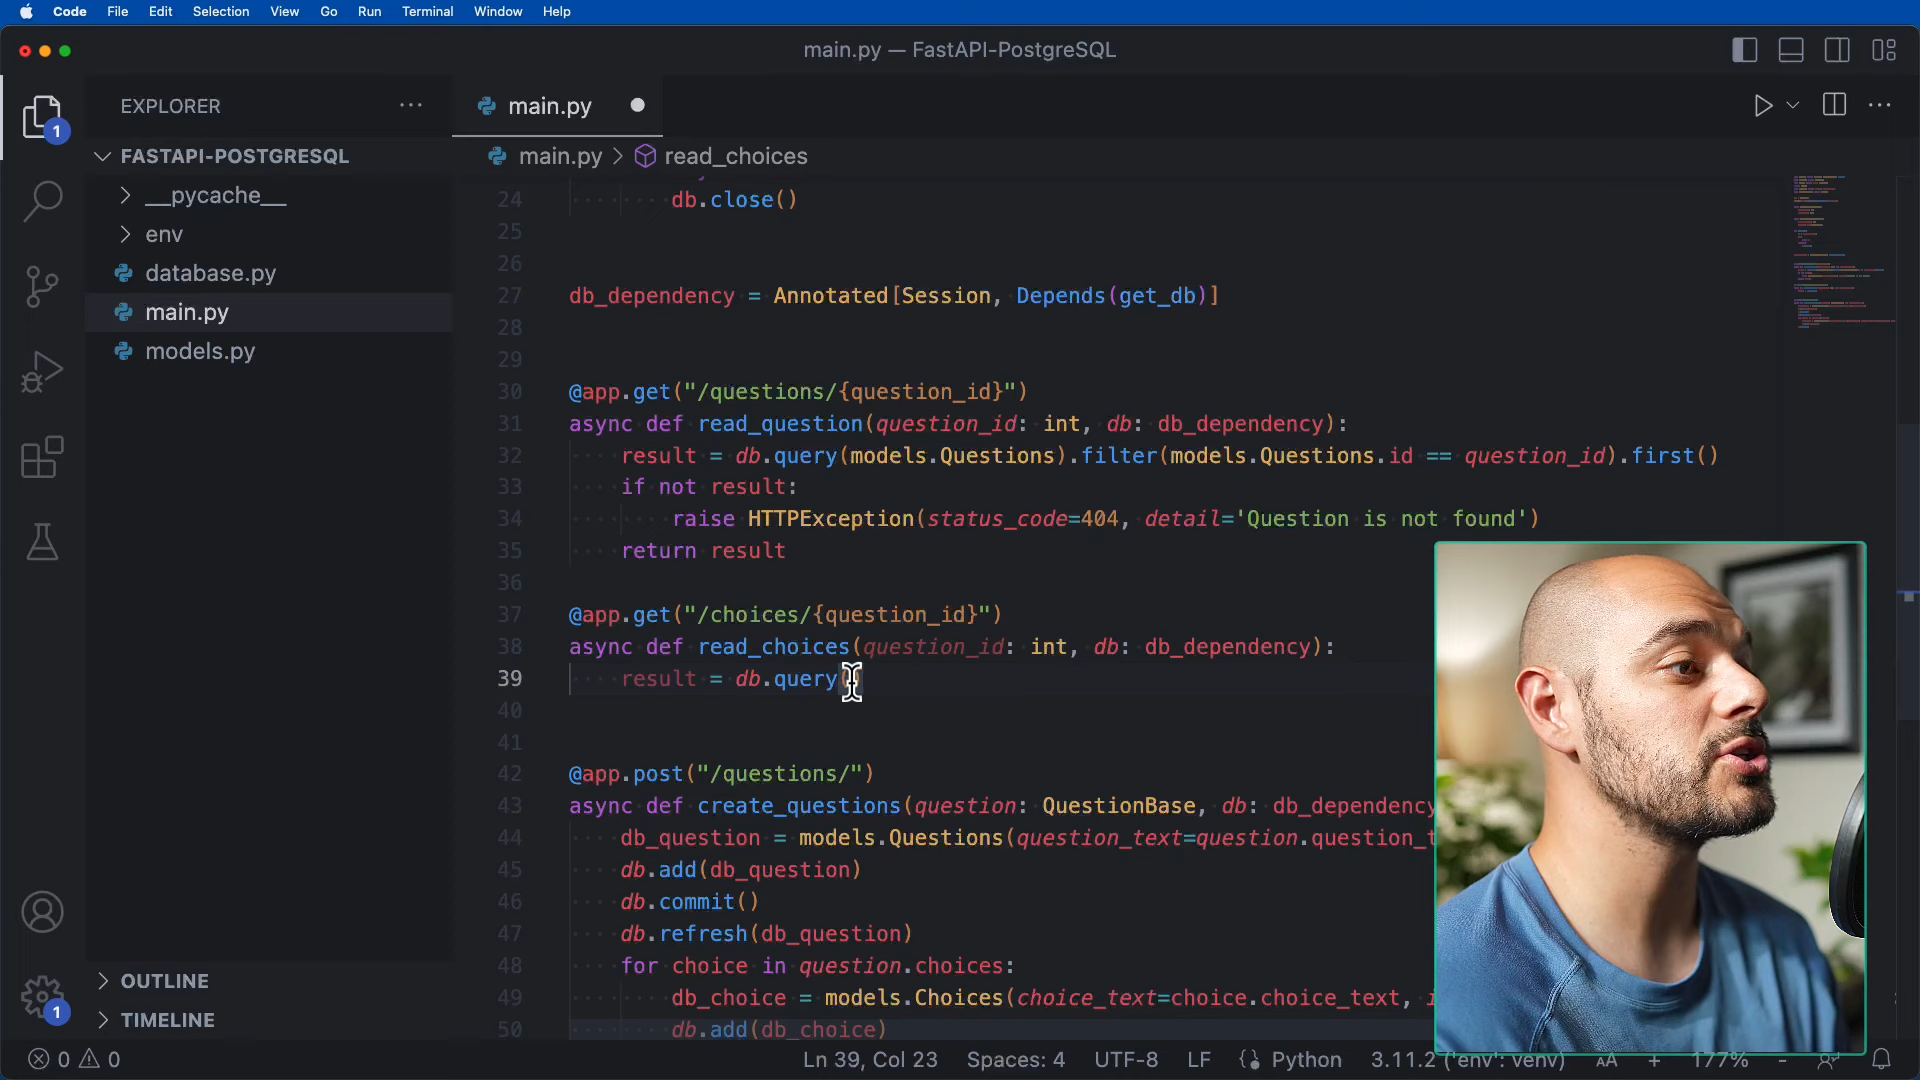 Code File Edit Selection View Go Run Terminal Window Help
main.py — FastAPI-PostgreSQL
EXPLORER
main.py
1
FASTAPI-POSTGRESQL
main.py > read_choices
__pycache__
env
database.py
main.py
models.py
24 db.close()
25
26
27 db_dependency = Annotated[Session, Depends(get_db)]
28
29
30 @app.get("/questions/{question_id}")
31 async def read_question(question_id: int, db: db_dependency):
32 result = db.query(models.Questions).filter(models.Questions.id == question_id).first()
33 if not result:
34 raise HTTPException(status_code=404, detail='Question is not found')
35 return result
36
37 @app.get("/choices/{question_id}")
38 async def read_choices(question_id: int, db: db_dependency):
39 result = db.query()
40
41
42 @app.post("/questions/")
43 async def create_questions(question: QuestionBase, db: db_dependency
44 db_question = models.Questions(question_text=question.question_t
45 db.add(db_question)
46 db.commit()
47 db.refresh(db_question)
48 for choice in question.choices:
49 db_choice = models.Choices(choice_text=choice.choice_text, i
50 db.add(db_choice)
OUTLINE
1
TIMELINE
0 0 Ln 39, Col 23 Spaces: 4 UTF-8 LF {} Python 3.11.2 ('env': venv) AA + 177% -